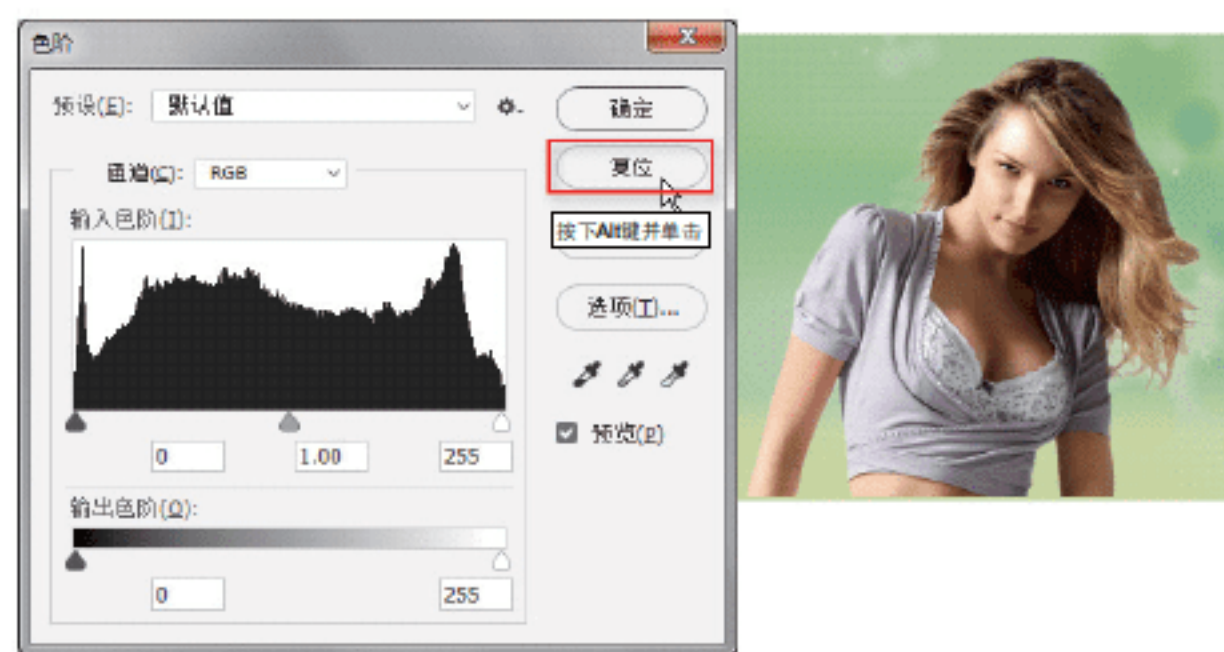 色阶
预设(E): 默认值
确定
复位
按下Alt键并单击
通道(C): RGB
输入色阶(I):
选项(T)...
预览(P)
0 1.00 255
输出色阶(O):
0 255